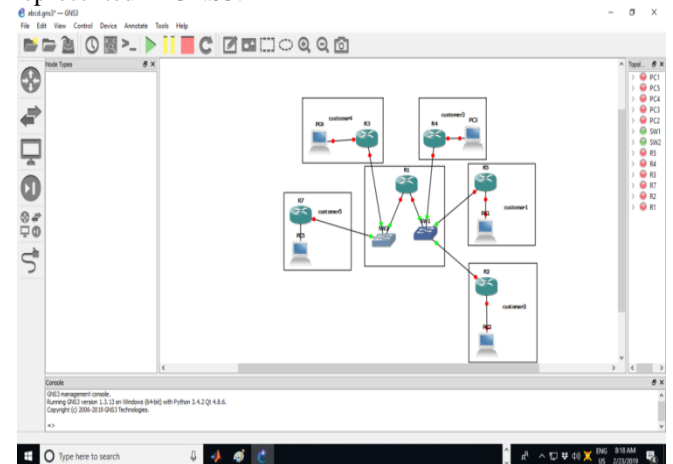 abcd.gns3* — GNS3
File Edit View Control Device Annotate Tools Help
Node Types
Topol..
PC1
PC5
PC4
PC3
PC2
SW1
SW2
R5
R4
R3
R7
R2
R1
customer4
R3
customer3
R4
PC3
R1
R5
customer1
R7
customer5
PC5
SW2
SW1
PC1
R2
customer2
PC2
Console
GNS3 management console.
Running GNS3 version 1.3.13 on Windows (64-bit) with Python 3.4.2 Qt 4.8.6.
Copyright (c) 2006-2019 GNS3 Technologies.
=>
Type here to search
ENG 8:18 AM
US 2/23/2019